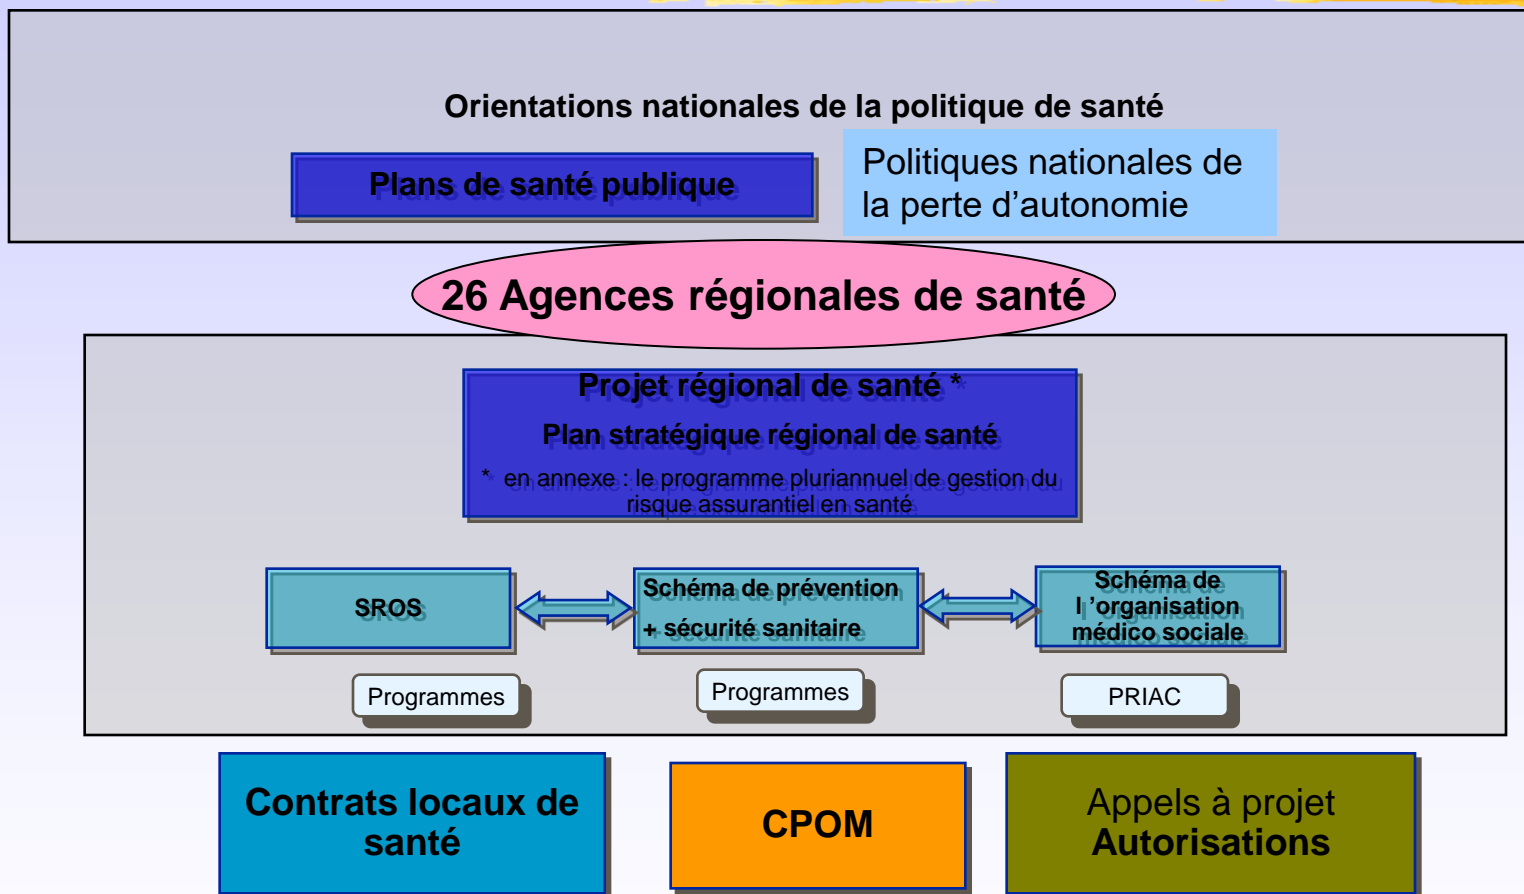 Orientations nationales de la politique de santé
Plans de santé publique
Politiques nationales de
la perte d’autonomie
26 Agences régionales de santé
Projet régional de santé *
Plan stratégique régional de santé
* en annexe : le programme pluriannuel de gestion du
risque assurantiel en santé
SROS
Schéma de prévention
+ sécurité sanitaire
Schéma de
l ’organisation
médico sociale
Programmes
Programmes
PRIAC
Contrats locaux de
santé
CPOM
Appels à projet
Autorisations